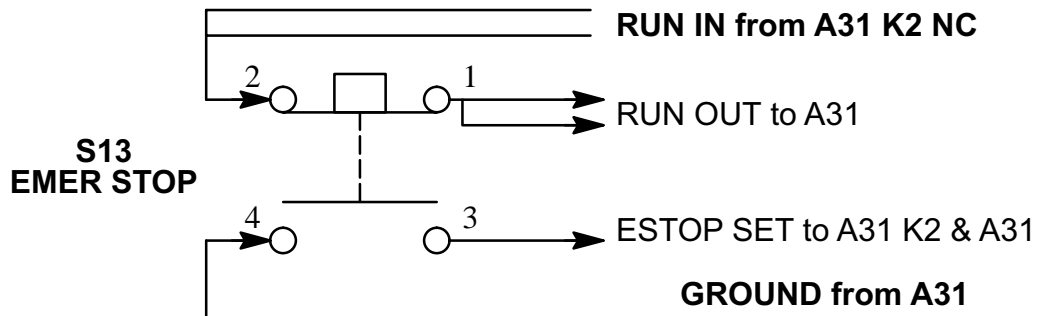 RUN IN from A31 K2 NC
2
1
RUN OUT to A31
S13
EMER STOP
4
3
ESTOP SET to A31 K2 & A31
GROUND from A31